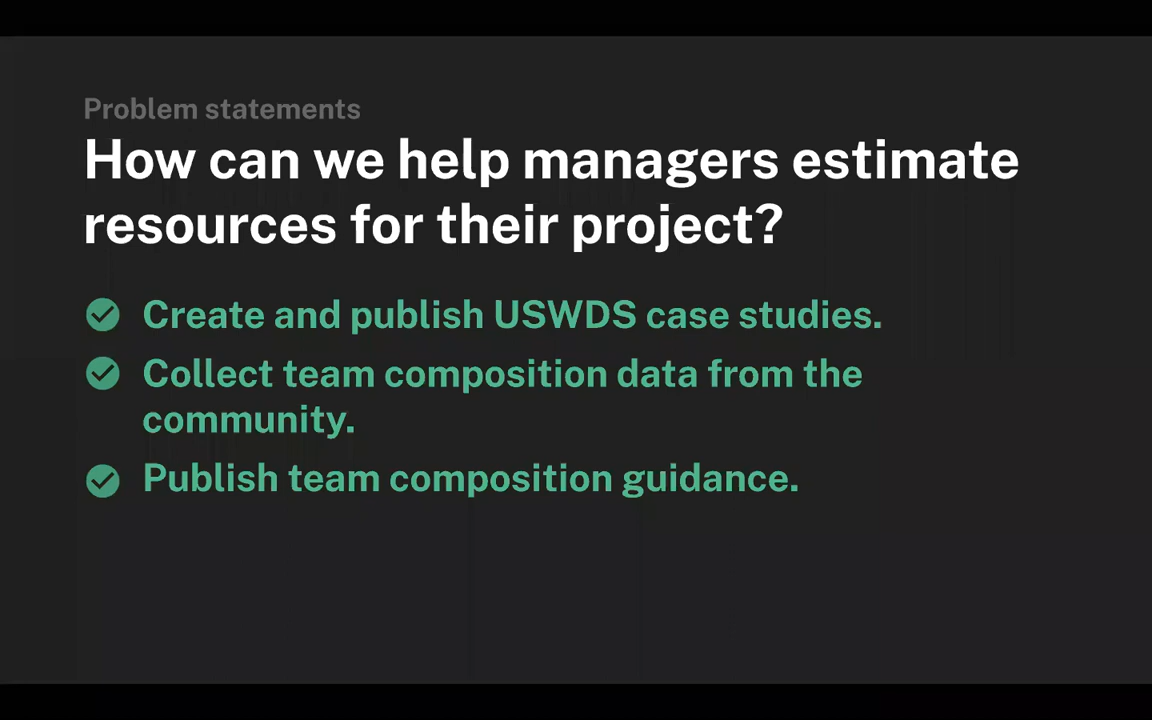 Problem statements
How can we help managers estimate
resources for their project?
Create and publish USWDS case studies.
Collect team composition data from the
community.
Publish team composition guidance.